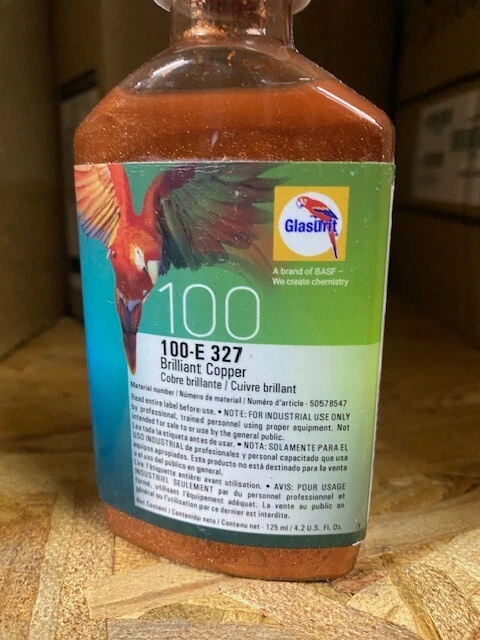 Glasurit
A brand of BASF –
We create chemistry
100
100-E 327
Brilliant Copper
Cobre brillante / Cuivre brillant
Material number / Número de material / Numéro d'article - 50578547
Read entire label before use. • NOTE: FOR INDUSTRIAL USE ONLY
by professional, trained personnel using proper equipment. Not
intended for sale to or use by the general public.
Lea toda la etiqueta antes de usar. • NOTA: SOLAMENTE PARA EL
USO INDUSTRIAL de profesionales y personal capacitado que usa
equipos apropiados. Este producto no está destinado para la venta
o el uso del público en general.
Lire l'étiquette entière avant utilisation. • AVIS: POUR USAGE
INDUSTRIEL SEULEMENT par du personnel professionnel et
formé, utilisant l'équipement adéquat. La vente au public en
général ou l'utilisation par ce dernier est interdite.
Net Content / Contenido neto / Contenu net - 125 ml / 4.2 U.S. Fl. Oz.